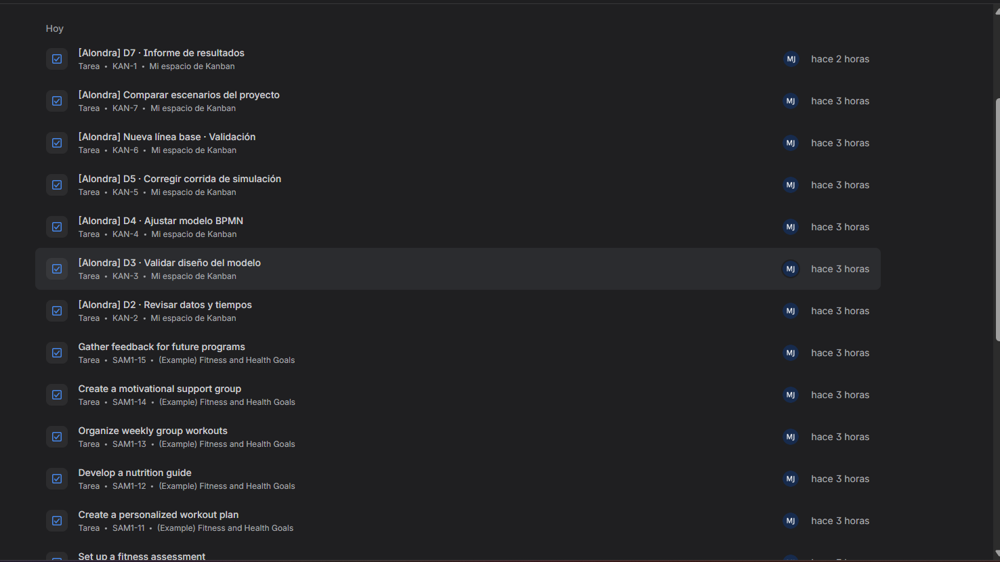 Hoy
[Alondra] D7 · Informe de resultados
MJ hace 2 horas
Tarea • KAN-1 • Mi espacio de Kanban
[Alondra] Comparar escenarios del proyecto
MJ hace 3 horas
Tarea • KAN-7 • Mi espacio de Kanban
[Alondra] Nueva línea base · Validación
MJ hace 3 horas
Tarea • KAN-6 • Mi espacio de Kanban
[Alondra] D5 · Corregir corrida de simulación
MJ hace 3 horas
Tarea • KAN-5 • Mi espacio de Kanban
[Alondra] D4 · Ajustar modelo BPMN
MJ hace 3 horas
Tarea • KAN-4 • Mi espacio de Kanban
[Alondra] D3 · Validar diseño del modelo
MJ hace 3 horas
Tarea • KAN-3 • Mi espacio de Kanban
[Alondra] D2 · Revisar datos y tiempos
MJ hace 3 horas
Tarea • KAN-2 • Mi espacio de Kanban
Gather feedback for future programs
MJ hace 3 horas
Tarea • SAM1-15 • (Example) Fitness and Health Goals
Create a motivational support group
MJ hace 3 horas
Tarea • SAM1-14 • (Example) Fitness and Health Goals
Organize weekly group workouts
MJ hace 3 horas
Tarea • SAM1-13 • (Example) Fitness and Health Goals
Develop a nutrition guide
MJ hace 3 horas
Tarea • SAM1-12 • (Example) Fitness and Health Goals
Create a personalized workout plan
MJ hace 3 horas
Tarea • SAM1-11 • (Example) Fitness and Health Goals
Set up a fitness assessment